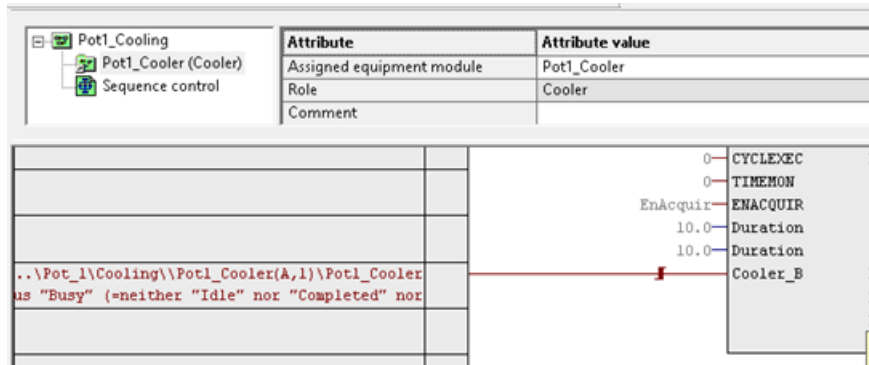 Pot1_Cooling
Pot1_Cooler (Cooler)
Sequence control
Attribute Attribute value
Assigned equipment module Pot1_Cooler
Role Cooler
Comment
0 CYCLEXEC
0 TIMEMON
EnAcquir ENACQUIR
10.0 Duration
10.0 Duration
..\Pot_1\Cooling\\Pot1_Cooler(A,1)\Pot1_Cooler Cooler_B
us "Busy" (=neither "Idle" nor "Completed" nor